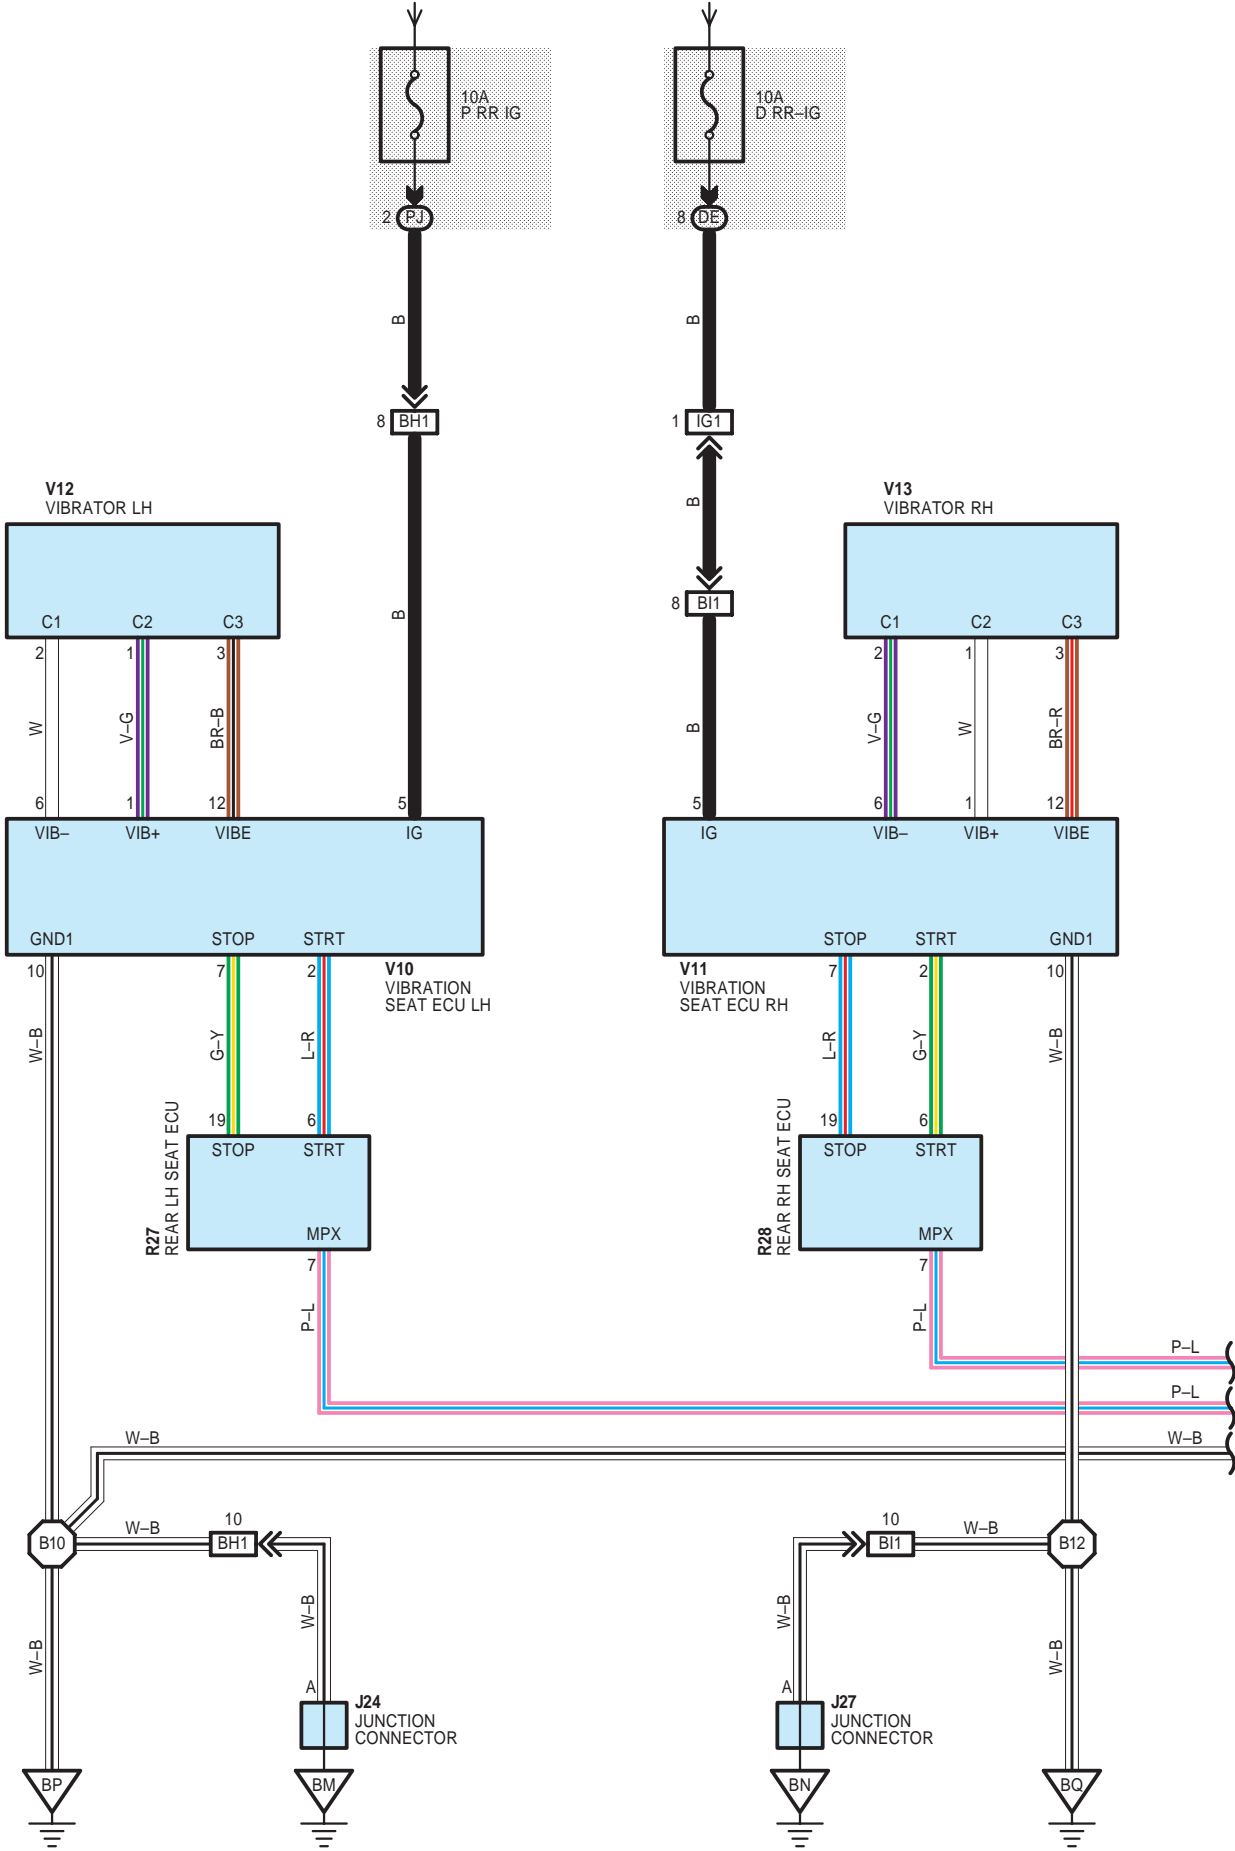 10A
P RR IG
10A
D RR–IG
2 PJ
8 DE
B
B
8 BH1
1 IG1
V12
VIBRATOR LH
B
V13
VIBRATOR RH
8 BI1
B
C1 C2 C3
C1 C2 C3
2 1 3
2 1 3
W V–G BR–B
B
V–G W BR–R
6 1 12 5
5 6 1 12
VIB– VIB+ VIBE IG
IG VIB– VIB+ VIBE
GND1 STOP STRT
STOP STRT GND1
10 7 2
V10
VIBRATION
SEAT ECU LH
V11
VIBRATION
SEAT ECU RH
7 2 10
W–B G–Y L–R
L–R G–Y W–B
19 6
19 6
STOP STRT
STOP STRT
R27
REAR LH SEAT ECU
R28
REAR RH SEAT ECU
MPX
MPX
7
7
P–L
P–L
P–L
P–L
W–B
W–B
B10
W–B
10
BH1
10
BI1
W–B
B12
W–B
W–B
W–B
W–B
A
J24
JUNCTION
CONNECTOR
A
J27
JUNCTION
CONNECTOR
BP
BM
BN
BQ